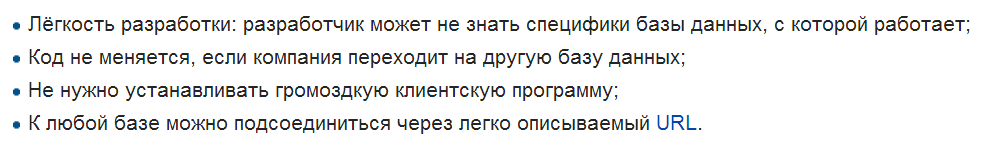 • Лёгкость разработки: разработчик может не знать специфики базы данных, с которой работает;
• Код не меняется, если компания переходит на другую базу данных;
• Не нужно устанавливать громоздкую клиентскую программу;
• К любой базе можно подсоединиться через легко описываемый URL.